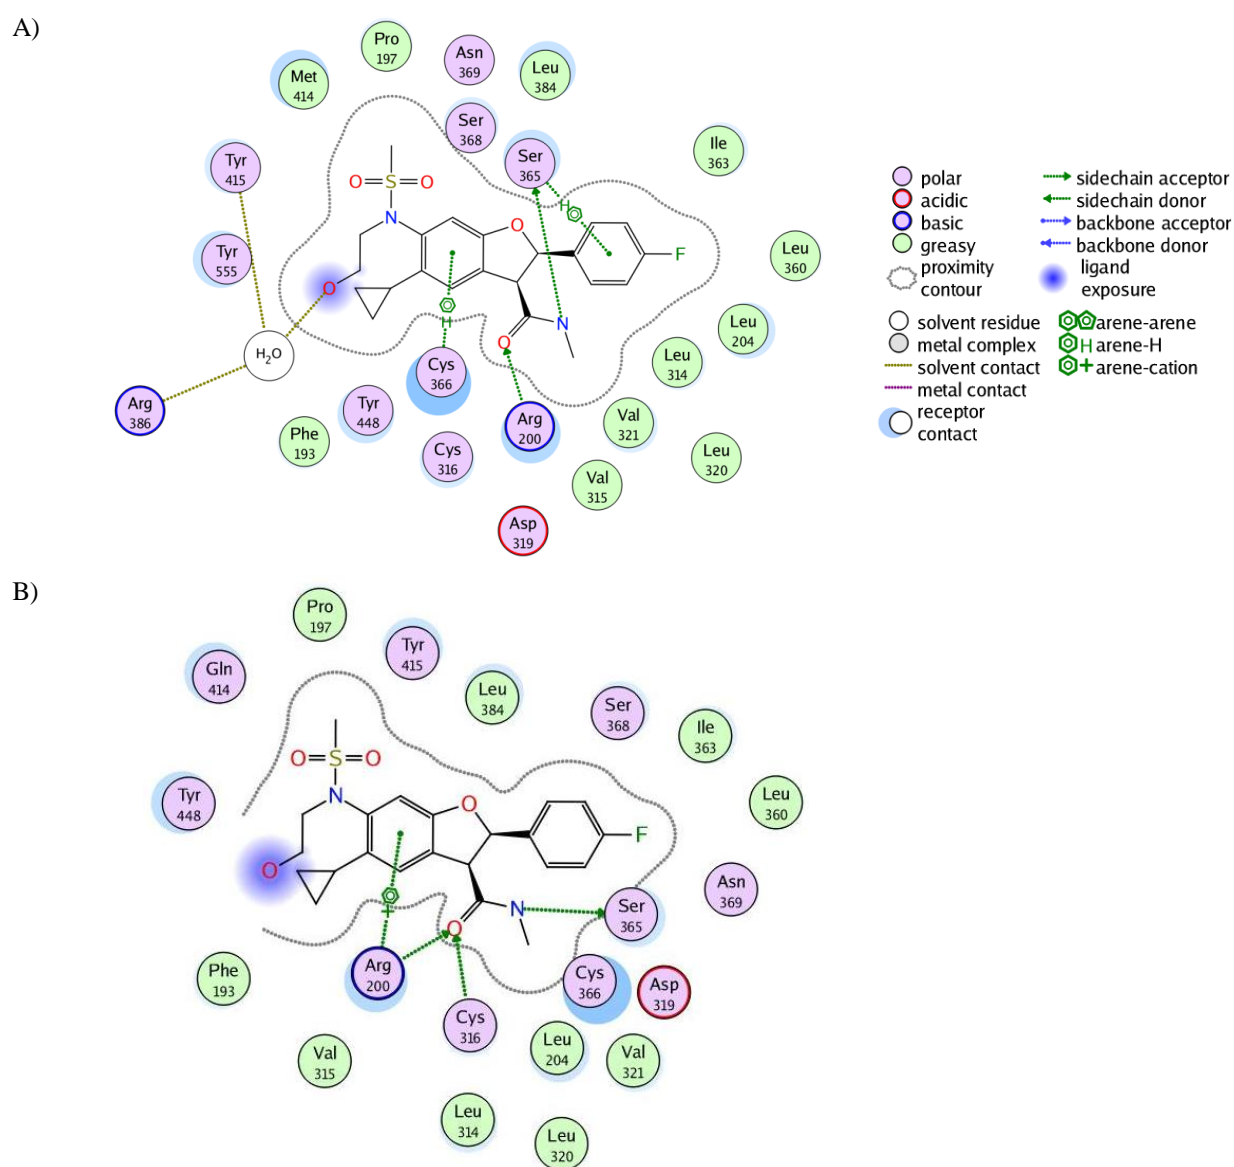 A)
Pro
197
Asn
369
Leu
384
Met
414
Ser
368
Ser
365
Ile
363
Tyr
415
H
O
S
O
N
O
F
Tyr
555
O
Leu
360
H
N
O
H2O
Leu
204
Leu
314
Cys
366
Arg
386
Tyr
448
Arg
200
Val
321
Phe
193
Cys
316
Leu
320
Val
315
Asp
319
polar
acidic
basic
greasy
proximity
contour
solvent residue
metal complex
solvent contact
metal contact
receptor
contact
sidechain acceptor
sidechain donor
backbone acceptor
backbone donor
ligand
exposure
arene-arene
H arene-H
+ arene-cation
B)
Pro
197
Tyr
415
Gln
414
Leu
384
Ser
368
Ile
363
O
S
O
N
O
F
Tyr
448
Leu
360
O
+
N
O
Asn
369
Ser
365
Phe
193
Arg
200
Cys
366
Asp
319
Cys
316
Val
315
Leu
204
Val
321
Leu
314
Leu
320